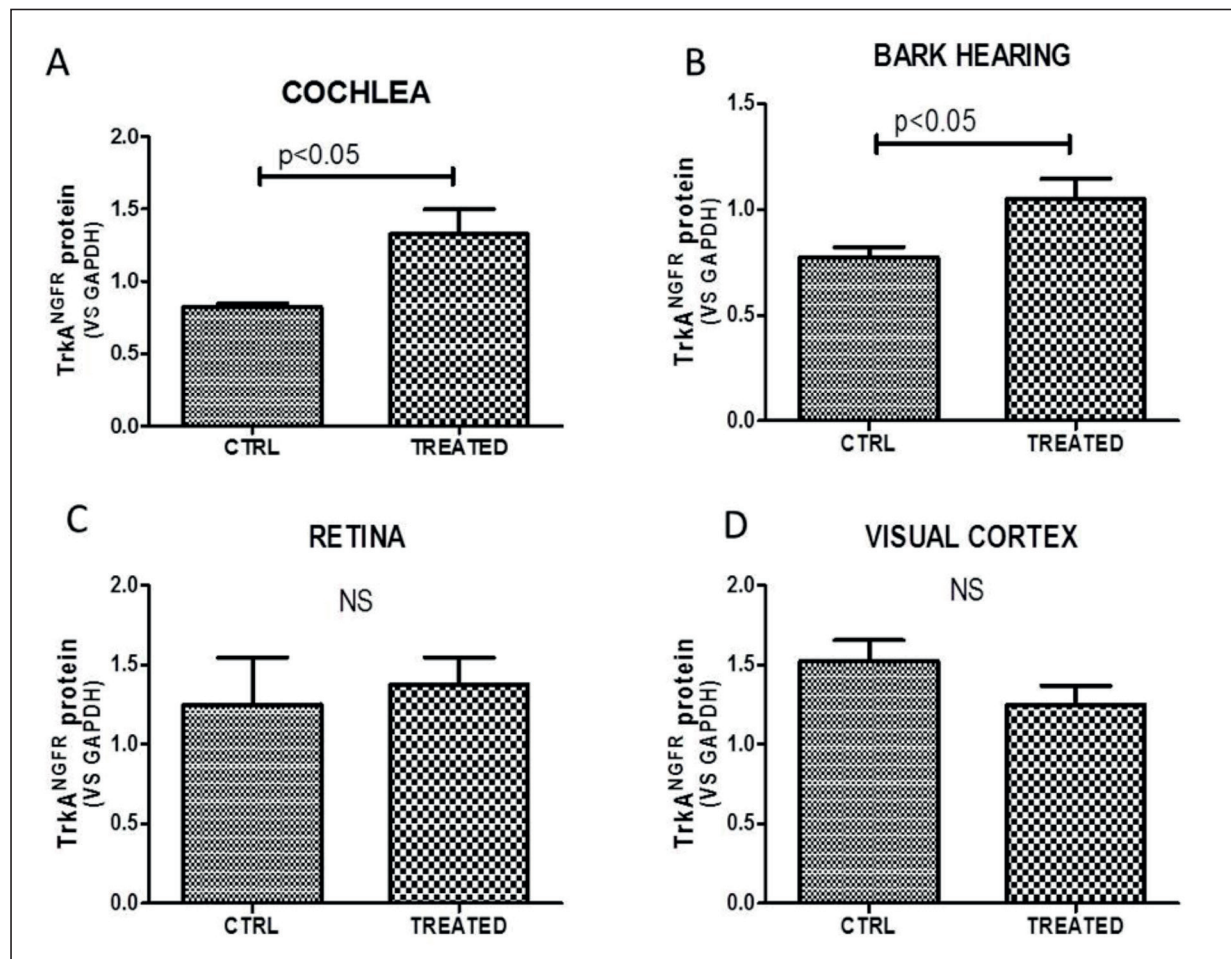 A
COCHLEA
2.0
1.5
1.0
0.5
0.0
TrkA^NGFR protein
(VS GAPDH)
p<0.05
CTRL
TREATED
B
BARK HEARING
1.5
1.0
0.5
0.0
TrkA^NGFR protein
(VS GAPDH)
p<0.05
CTRL
TREATED
C
RETINA
NS
2.0
1.5
1.0
0.5
0.0
TrkA^NGFR protein
(VS GAPDH)
CTRL
TREATED
D
VISUAL CORTEX
NS
2.0
1.5
1.0
0.5
0.0
TrkA^NGFR protein
(VS GAPDH)
CTRL
TREATED